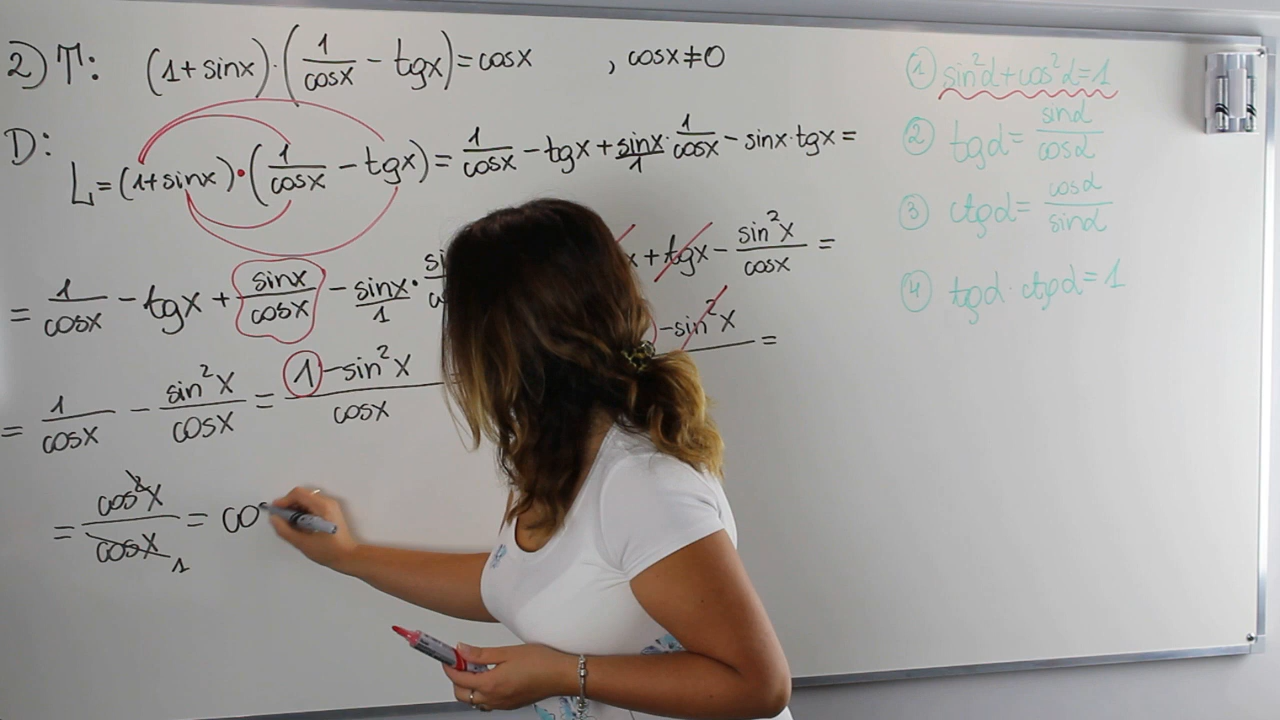 2) T: (1+sinx)·(1/cosx − tgx)=cosx , cosx≠0
D:
L=(1+sinx)·(1/cosx − tgx)= 1/cosx − tgx + sinx/1 · 1/cosx − sinx·tgx =
= 1/cosx − tgx + sinx/cosx − sinx/1 ·
x + tgx − sin²x/cosx =
= 1/cosx − sin²x/cosx = 1−sin²x/cosx
−sin²x =
= cos²x/cosx 1 = cos
① sin²α+cos²α=1
② tgα= sinα/cosα
③ ctgα= cosα/sinα
④ tgα·ctgα=1